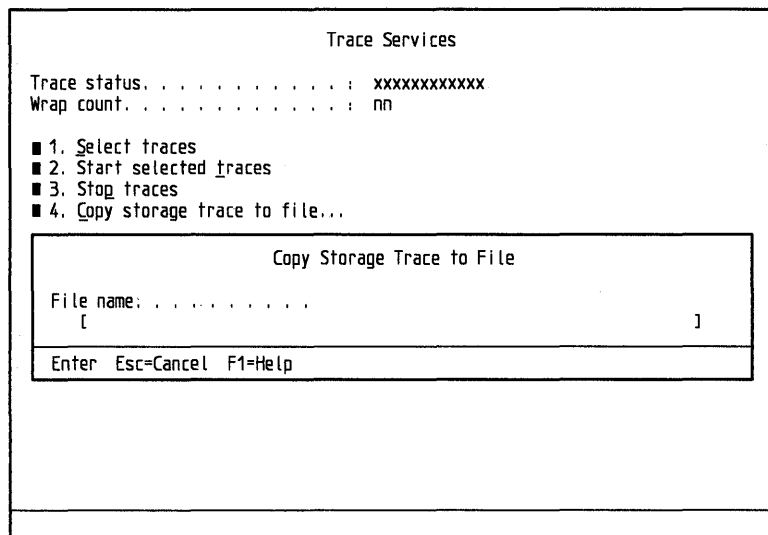 Trace Services
Trace status. . . . . . . . . . . . : xxxxxxxxxxxx
Wrap count. . . . . . . . . . . . . : nn
■ 1. Select traces
■ 2. Start selected traces
■ 3. Stop traces
■ 4. Copy storage trace to file...
Copy Storage Trace to File
File name. . . . . . . . . .
[ ]
Enter Esc=Cancel F1=Help